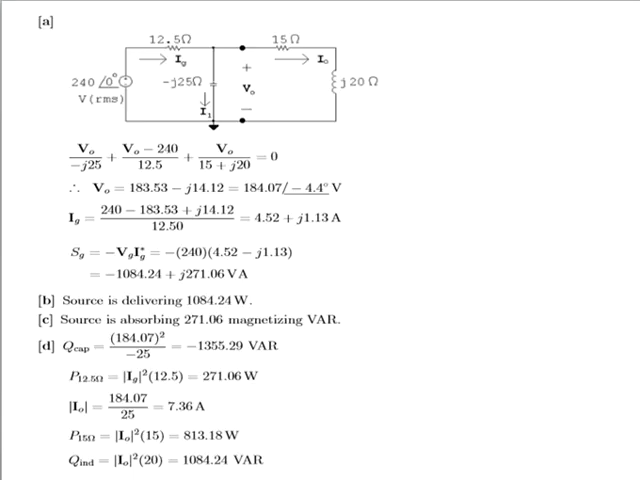 [a]
12.5Ω 15Ω
I_g I_o
240 /0° V(rms) -j25Ω + V_o − j20Ω
I_1
V_o/−j25 + (V_o − 240)/12.5 + V_o/(15 + j20) = 0
∴ V_o = 183.53 − j14.12 = 184.07/− 4.4° V
I_g = (240 − 183.53 + j14.12)/12.50 = 4.52 + j1.13 A
S_g = −V_g I_g^* = −(240)(4.52 − j1.13)
= −1084.24 + j271.06 VA
[b] Source is delivering 1084.24 W.
[c] Source is absorbing 271.06 magnetizing VAR.
[d] Q_cap = (184.07)²/−25 = −1355.29 VAR
P_12.5Ω = |I_g|²(12.5) = 271.06 W
|I_o| = 184.07/25 = 7.36 A
P_15Ω = |I_o|²(15) = 813.18 W
Q_ind = |I_o|²(20) = 1084.24 VAR